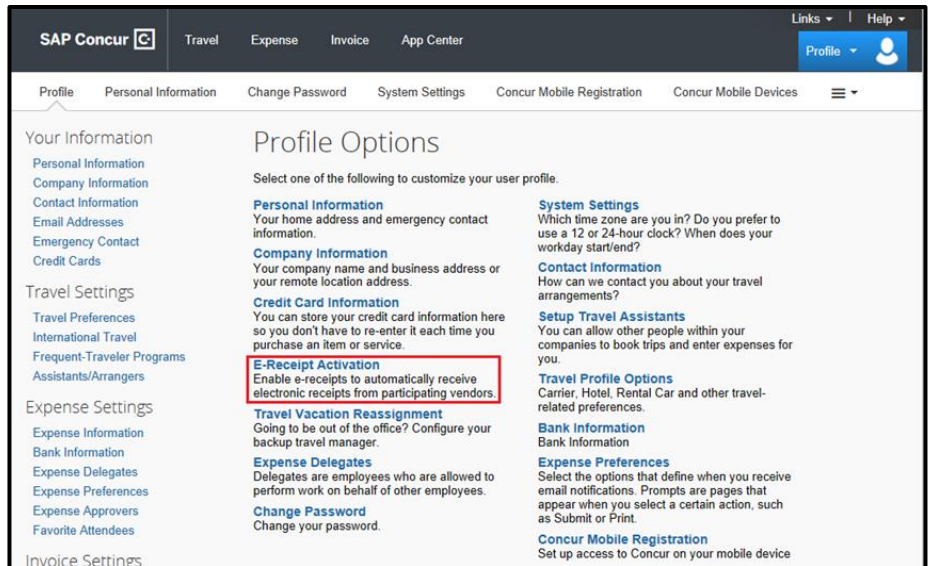 Links Help
SAP Concur C Travel Expense Invoice App Center
Profile
Profile Personal Information Change Password System Settings Concur Mobile Registration Concur Mobile Devices
Your Information
Personal Information
Company Information
Contact Information
Email Addresses
Emergency Contact
Credit Cards
Travel Settings
Travel Preferences
International Travel
Frequent-Traveler Programs
Assistants/Arrangers
Expense Settings
Expense Information
Bank Information
Expense Delegates
Expense Preferences
Expense Approvers
Favorite Attendees
Invoice Settings
Profile Options
Select one of the following to customize your user profile.
Personal Information
Your home address and emergency contact
information.
Company Information
Your company name and business address or
your remote location address.
Credit Card Information
You can store your credit card information here
so you don't have to re-enter it each time you
purchase an item or service.
E-Receipt Activation
Enable e-receipts to automatically receive
electronic receipts from participating vendors.
Travel Vacation Reassignment
Going to be out of the office? Configure your
backup travel manager.
Expense Delegates
Delegates are employees who are allowed to
perform work on behalf of other employees.
Change Password
Change your password.
System Settings
Which time zone are you in? Do you prefer to
use a 12 or 24-hour clock? When does your
workday start/end?
Contact Information
How can we contact you about your travel
arrangements?
Setup Travel Assistants
You can allow other people within your
companies to book trips and enter expenses for
you.
Travel Profile Options
Carrier, Hotel, Rental Car and other travel-
related preferences.
Bank Information
Bank Information
Expense Preferences
Select the options that define when you receive
email notifications. Prompts are pages that
appear when you select a certain action, such
as Submit or Print.
Concur Mobile Registration
Set up access to Concur on your mobile device